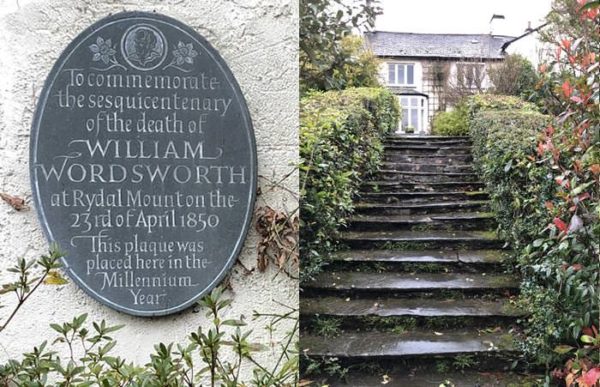 To commemorate
the sesquicentenary
of the death of
WILLIAM
WORDSWORTH
at Rydal Mount on the
23rd of April 1850
This plaque was
placed here in the
Millennium
Year